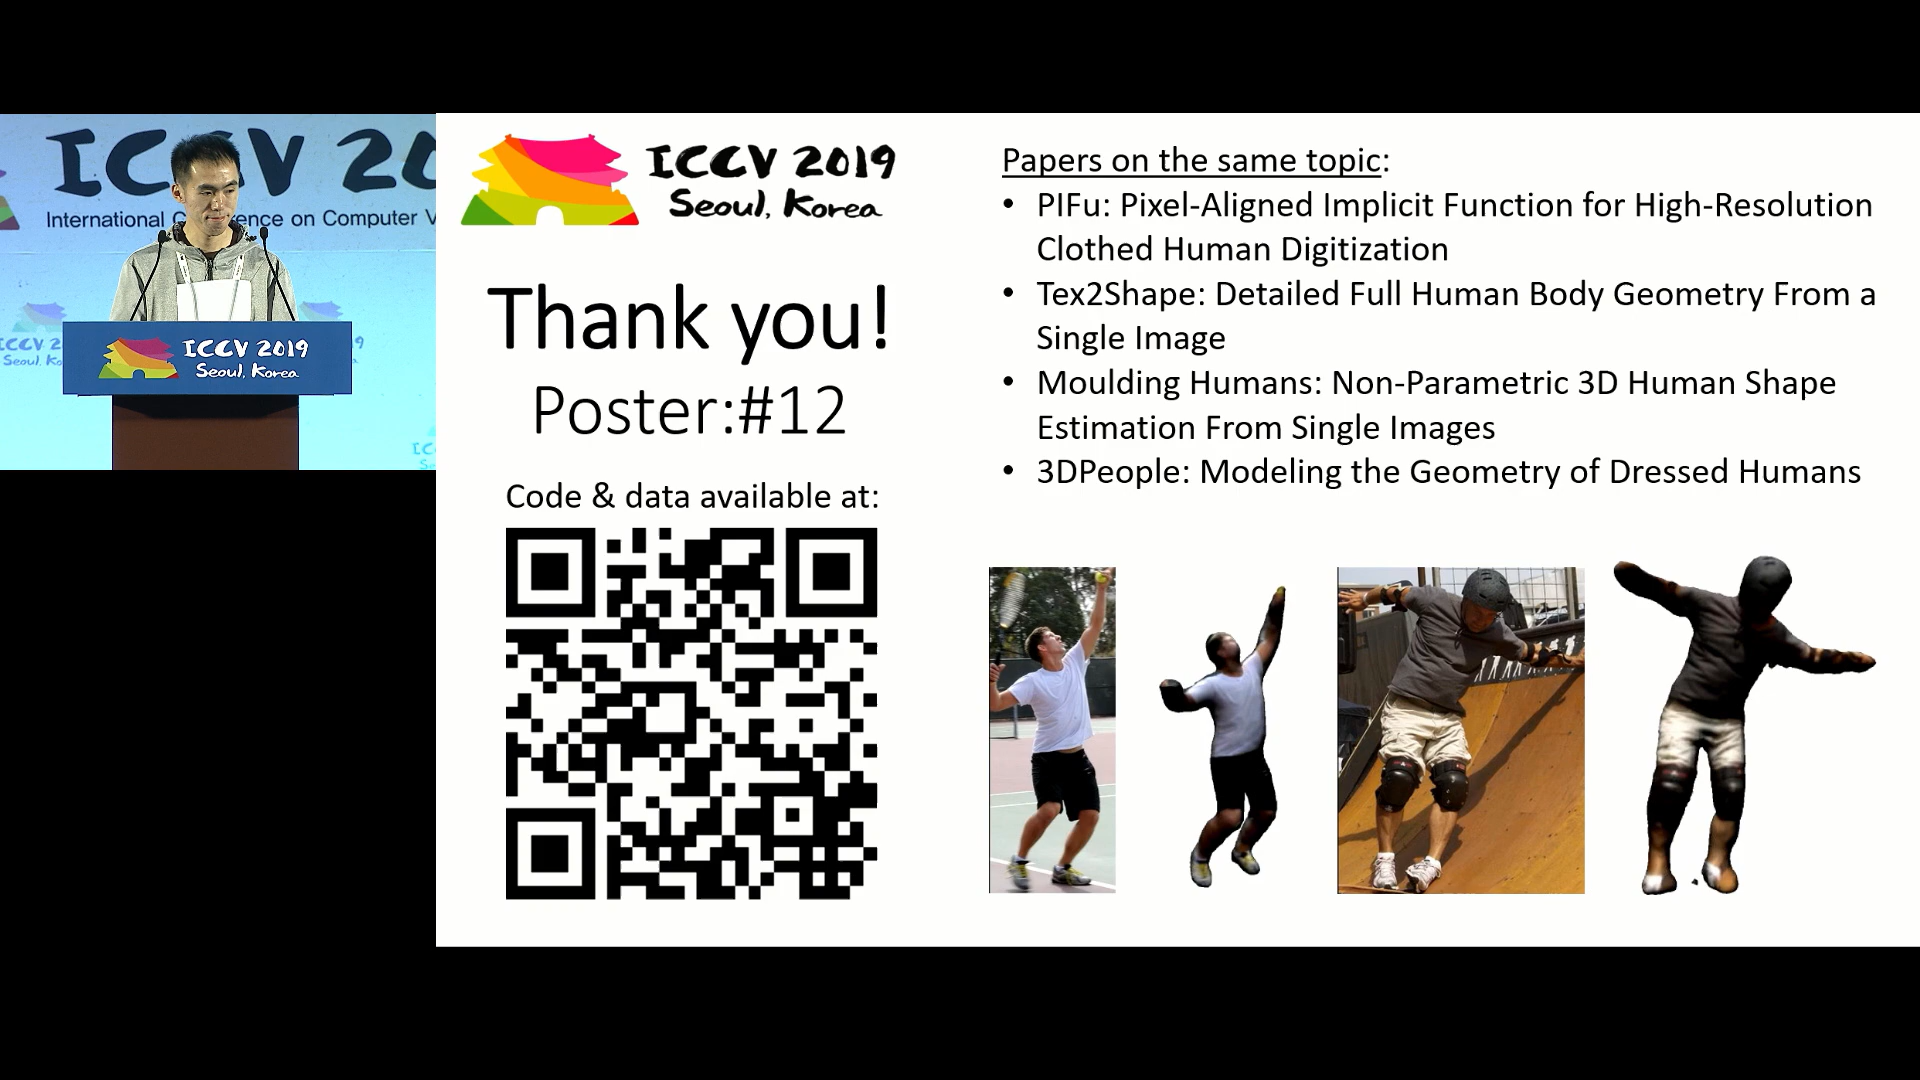 ICCV 20
International C ence on Computer V
ICCV 2019
Seoul, Korea
ICCV 2019
Seoul, Korea
Thank you!
Poster:#12
Code & data available at:
Papers on the same topic:
• PIFu: Pixel-Aligned Implicit Function for High-Resolution
Clothed Human Digitization
• Tex2Shape: Detailed Full Human Body Geometry From a
Single Image
• Moulding Humans: Non-Parametric 3D Human Shape
Estimation From Single Images
• 3DPeople: Modeling the Geometry of Dressed Humans